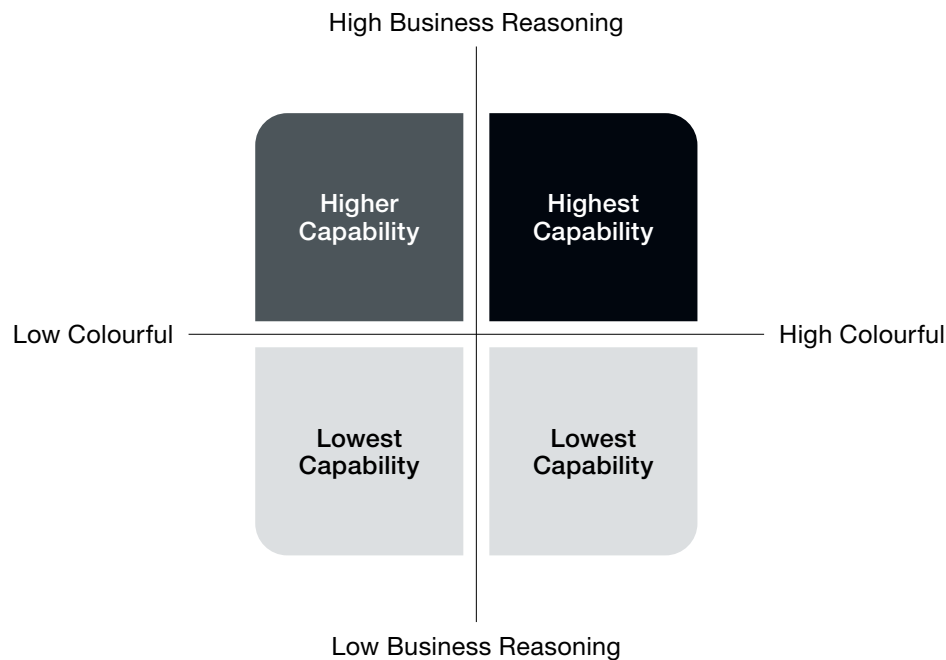 High Business Reasoning
Higher
Capability
Highest
Capability
Low Colourful
High Colourful
Lowest
Capability
Lowest
Capability
Low Business Reasoning